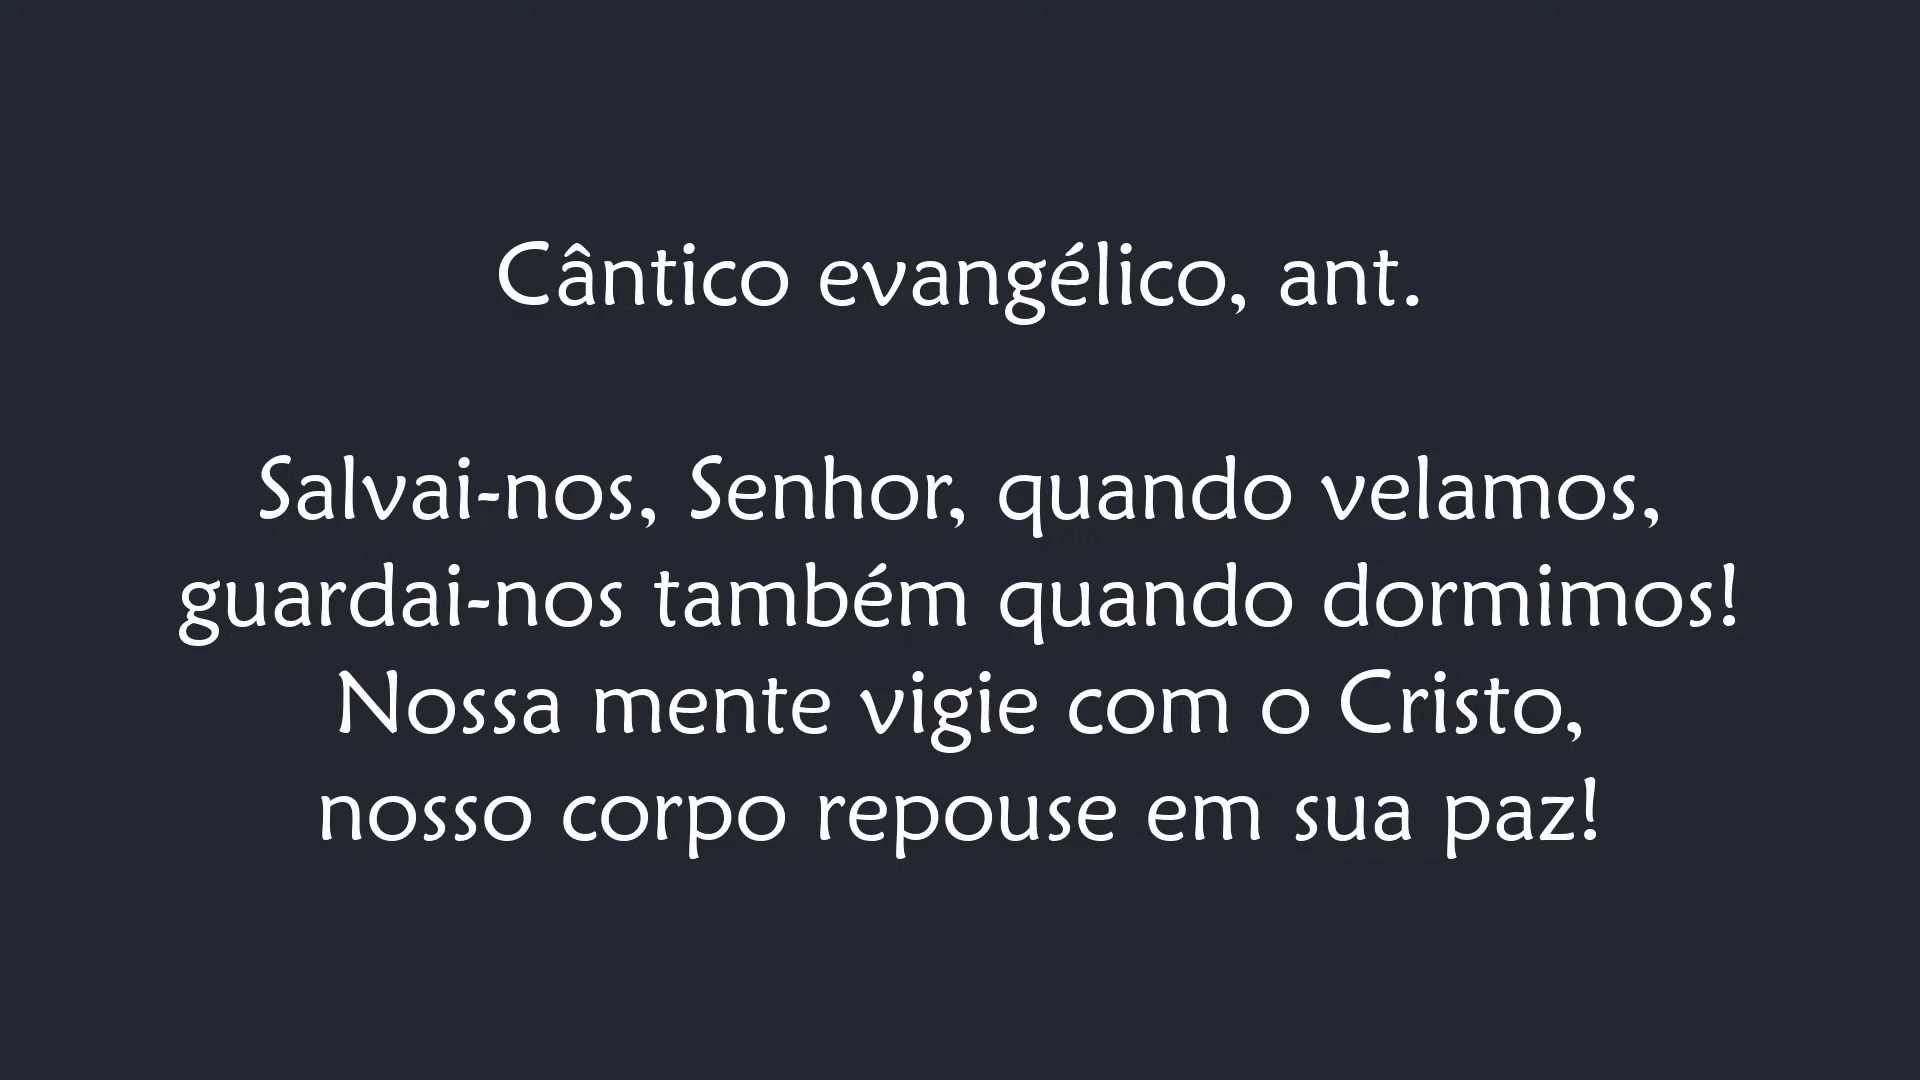 Cântico evangélico, ant.
Salvai-nos, Senhor, quando velamos,
guardai-nos também quando dormimos!
Nossa mente vigie com o Cristo,
nosso corpo repouse em sua paz!